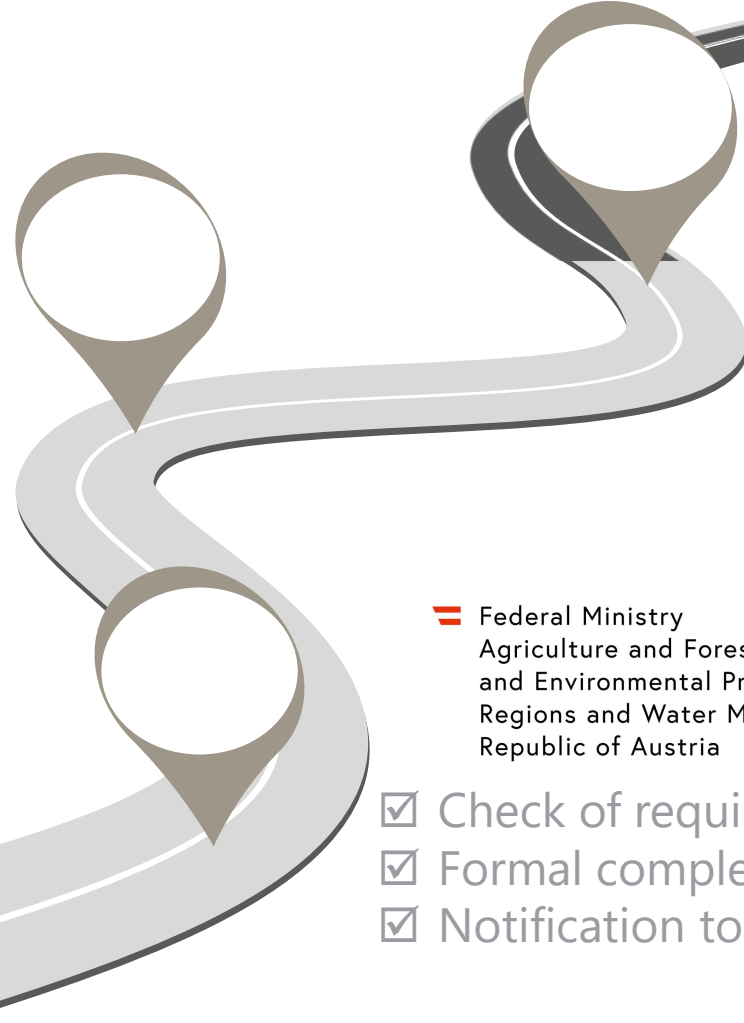 Federal Ministry
Agriculture and Fores
and Environmental Pr
Regions and Water M
Republic of Austria
☑ Check of requi
☑ Formal comple
☑ Notification to